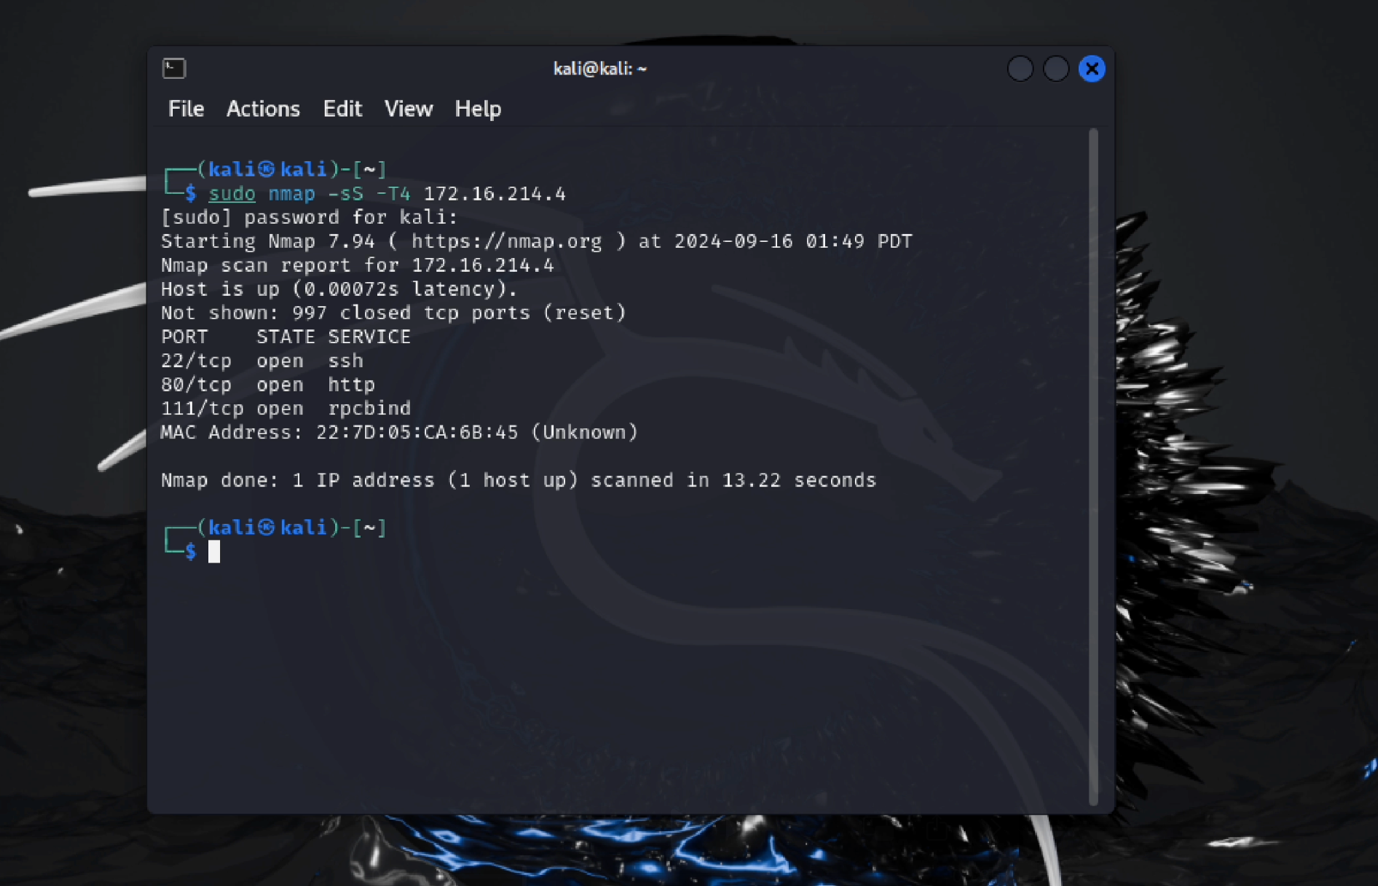 kali@kali: ~
File Actions Edit View Help
┌──(kali㉿kali)-[~]
└─$ sudo nmap -sS -T4 172.16.214.4
[sudo] password for kali:
Starting Nmap 7.94 ( https://nmap.org ) at 2024-09-16 01:49 PDT
Nmap scan report for 172.16.214.4
Host is up (0.00072s latency).
Not shown: 997 closed tcp ports (reset)
PORT    STATE SERVICE
22/tcp  open  ssh
80/tcp  open  http
111/tcp open  rpcbind
MAC Address: 22:7D:05:CA:6B:45 (Unknown)
Nmap done: 1 IP address (1 host up) scanned in 13.22 seconds
┌──(kali㉿kali)-[~]
└─$